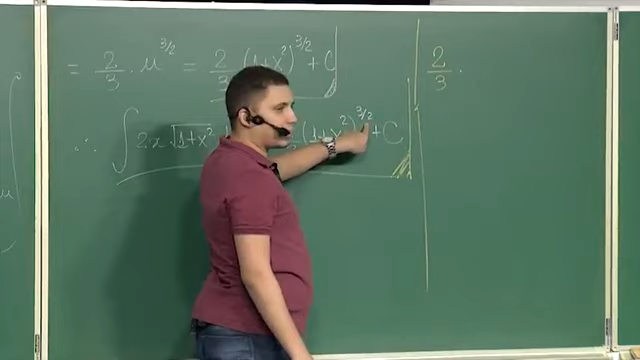 = 2/3 · u^3/2 = 2/3 (1+x²)^3/2 + C
∴ ∫ 2x √1+x² (1+x²)^3/2 + C
2/3 ·